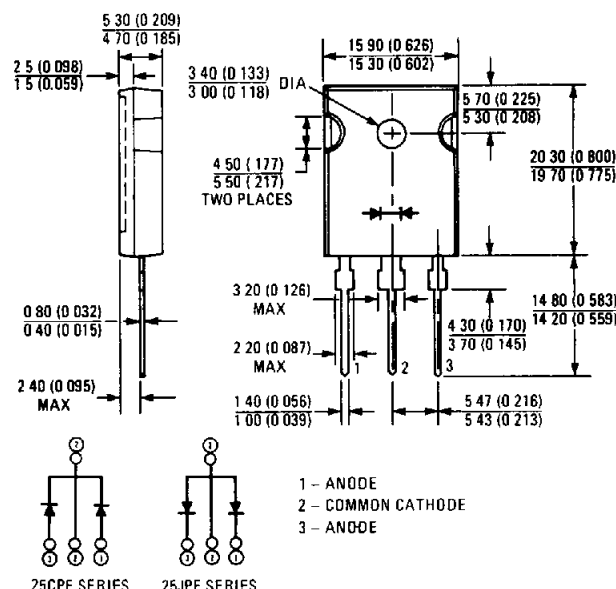 5 30 (0 209)
4 70 (0 185)
15 90 (0 626)
15 30 (0 602)
2 5 (0 098)
1 5 (0 059)
3 40 (0 133)
3 00 (0 118)
DIA
5 70 (0 225)
5 30 (0 208)
20 30 (0 800)
19 70 (0 775)
4 50 ( 177)
5 50 ( 217)
TWO PLACES
3 20 (0 126)
MAX
14 80 (0 583)
14 20 (0 559)
0 80 (0 032)
0 40 (0 015)
4 30 (0 170)
3 70 (0 145)
2 20 (0 087)
MAX
1 2 3
2 40 (0 095)
MAX
1 40 (0 056)
1 00 (0 039)
5 47 (0 216)
5 43 (0 213)
1 – ANODE
2 – COMMON CATHODE
3 – ANODE
3 2 1
25CPF SERIES 25JPF SERIES